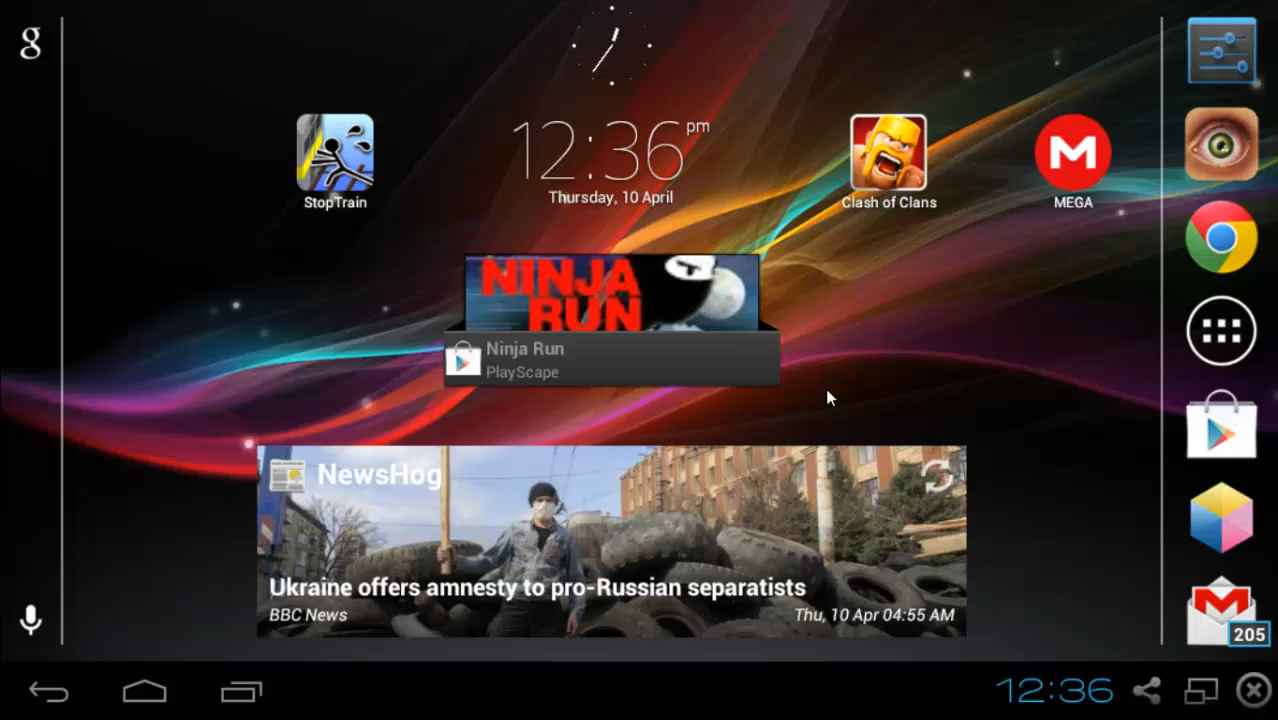 g
12:36 pm
Thursday, 10 April
StopTrain
Clash of Clans
MEGA
NINJA
RUN
Ninja Run
PlayScape
NewsHog
Ukraine offers amnesty to pro-Russian separatists
BBC News
Thu, 10 Apr 04:55 AM
205
12:36